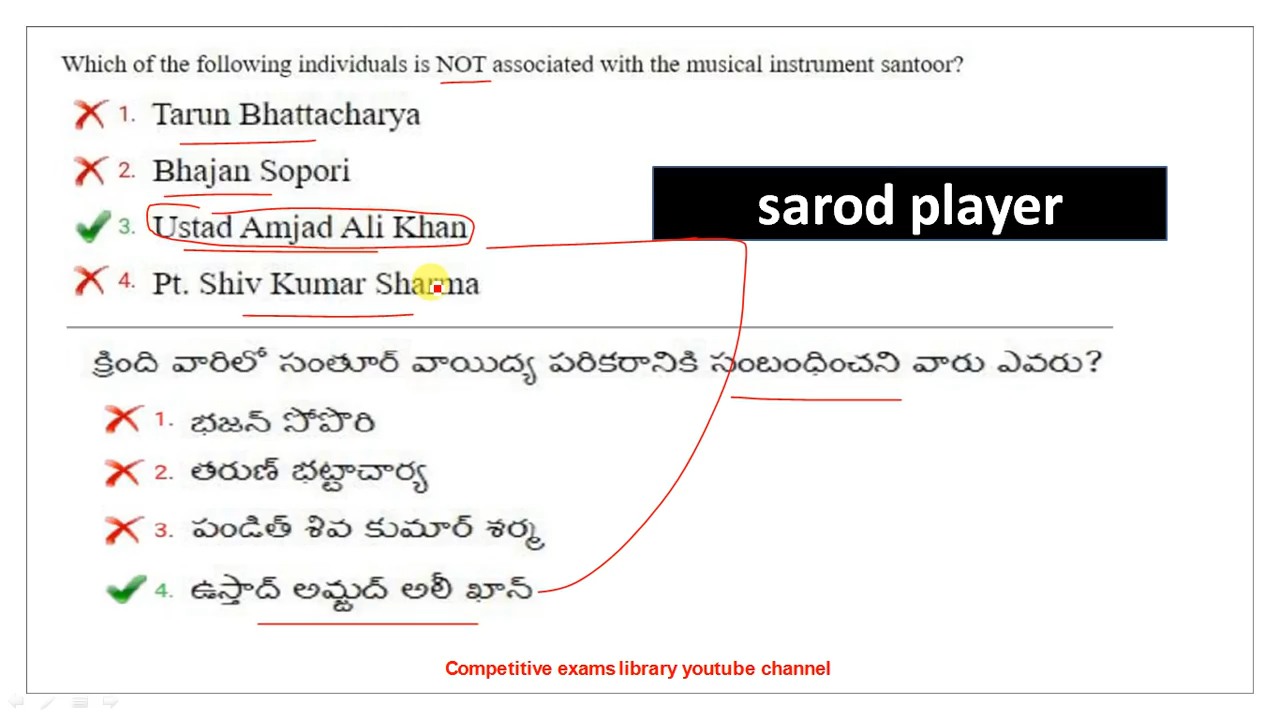 Which of the following individuals is NOT associated with the musical instrument santoor?
1. Tarun Bhattacharya
2. Bhajan Sopori
sarod player
3. Ustad Amjad Ali Khan
4. Pt. Shiv Kumar Sharma
క్రింది వారిలో సంతూర్ వాయిద్య పరికరానికి సంబంధించని వారు ఎవరు?
1. భజన్ సోపొరి
2. తరుణ్ భట్టాచార్య
3. పండిత్ శివ కుమార్ శర్మ
4. ఉస్తాద్ అమ్జద్ అలీ ఖాన్
Competitive exams library youtube channel